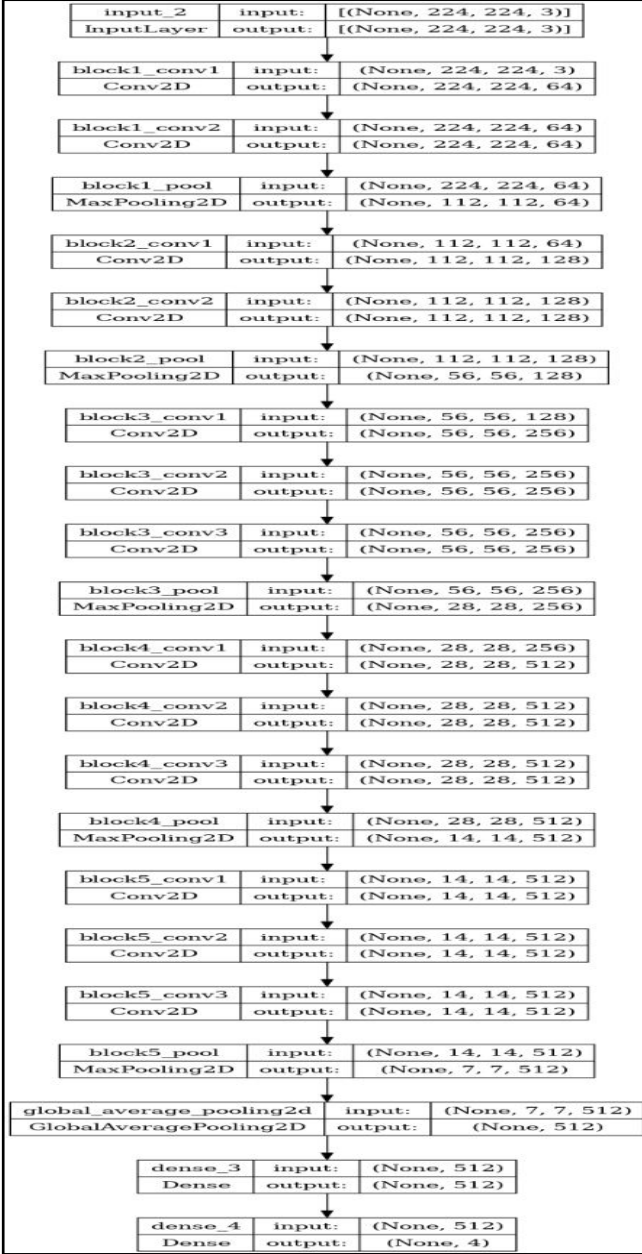 input_2 input: [(None, 224, 224, 3)]
InputLayer output: [(None, 224, 224, 3)]
block1_conv1 input: (None, 224, 224, 3)
Conv2D output: (None, 224, 224, 64)
block1_conv2 input: (None, 224, 224, 64)
Conv2D output: (None, 224, 224, 64)
block1_pool input: (None, 224, 224, 64)
MaxPooling2D output: (None, 112, 112, 64)
block2_conv1 input: (None, 112, 112, 64)
Conv2D output: (None, 112, 112, 128)
block2_conv2 input: (None, 112, 112, 128)
Conv2D output: (None, 112, 112, 128)
block2_pool input: (None, 112, 112, 128)
MaxPooling2D output: (None, 56, 56, 128)
block3_conv1 input: (None, 56, 56, 128)
Conv2D output: (None, 56, 56, 256)
block3_conv2 input: (None, 56, 56, 256)
Conv2D output: (None, 56, 56, 256)
block3_conv3 input: (None, 56, 56, 256)
Conv2D output: (None, 56, 56, 256)
block3_pool input: (None, 56, 56, 256)
MaxPooling2D output: (None, 28, 28, 256)
block4_conv1 input: (None, 28, 28, 256)
Conv2D output: (None, 28, 28, 512)
block4_conv2 input: (None, 28, 28, 512)
Conv2D output: (None, 28, 28, 512)
block4_conv3 input: (None, 28, 28, 512)
Conv2D output: (None, 28, 28, 512)
block4_pool input: (None, 28, 28, 512)
MaxPooling2D output: (None, 14, 14, 512)
block5_conv1 input: (None, 14, 14, 512)
Conv2D output: (None, 14, 14, 512)
block5_conv2 input: (None, 14, 14, 512)
Conv2D output: (None, 14, 14, 512)
block5_conv3 input: (None, 14, 14, 512)
Conv2D output: (None, 14, 14, 512)
block5_pool input: (None, 14, 14, 512)
MaxPooling2D output: (None, 7, 7, 512)
global_average_pooling2d input: (None, 7, 7, 512)
GlobalAveragePooling2D output: (None, 512)
dense_3 input: (None, 512)
Dense output: (None, 512)
dense_4 input: (None, 512)
Dense output: (None, 4)